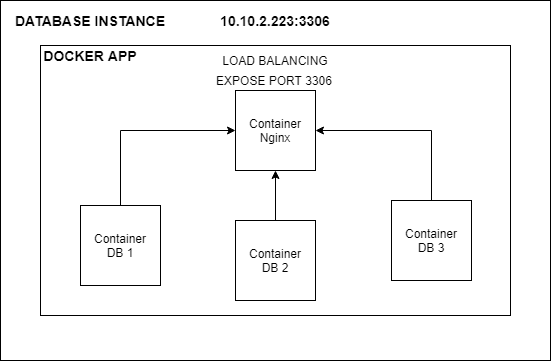 DATABASE INSTANCE 10.10.2.223:3306
DOCKER APP
LOAD BALANCING
EXPOSE PORT 3306
Container
Nginx
Container
DB 1
Container
DB 2
Container
DB 3